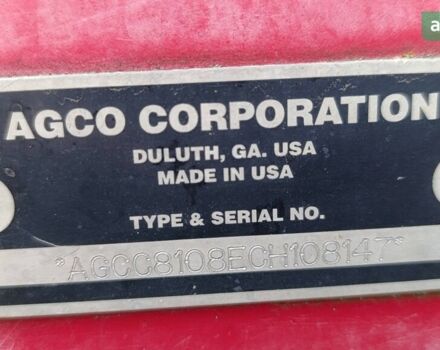 AGCO CORPORATION
DULUTH, GA. USA
MADE IN USA
TYPE & SERIAL NO.
*AGCC8108ECH108147*